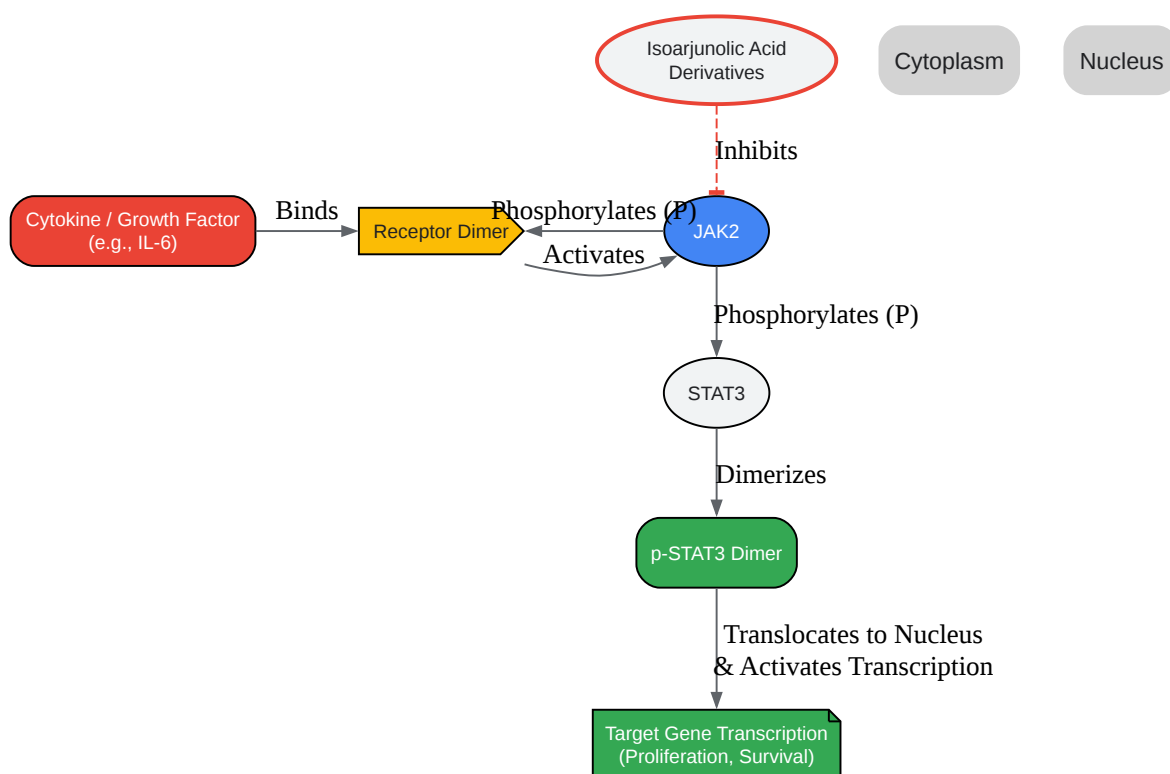 Isoarjunolic Acid
Derivatives
Cytoplasm
Nucleus
Inhibits
Cytokine / Growth Factor
(e.g., IL-6)
Binds
Receptor Dimer
Phosphorylates (P)
Activates
JAK2
Phosphorylates (P)
STAT3
Dimerizes
p-STAT3 Dimer
Translocates to Nucleus
& Activates Transcription
Target Gene Transcription
(Proliferation, Survival)